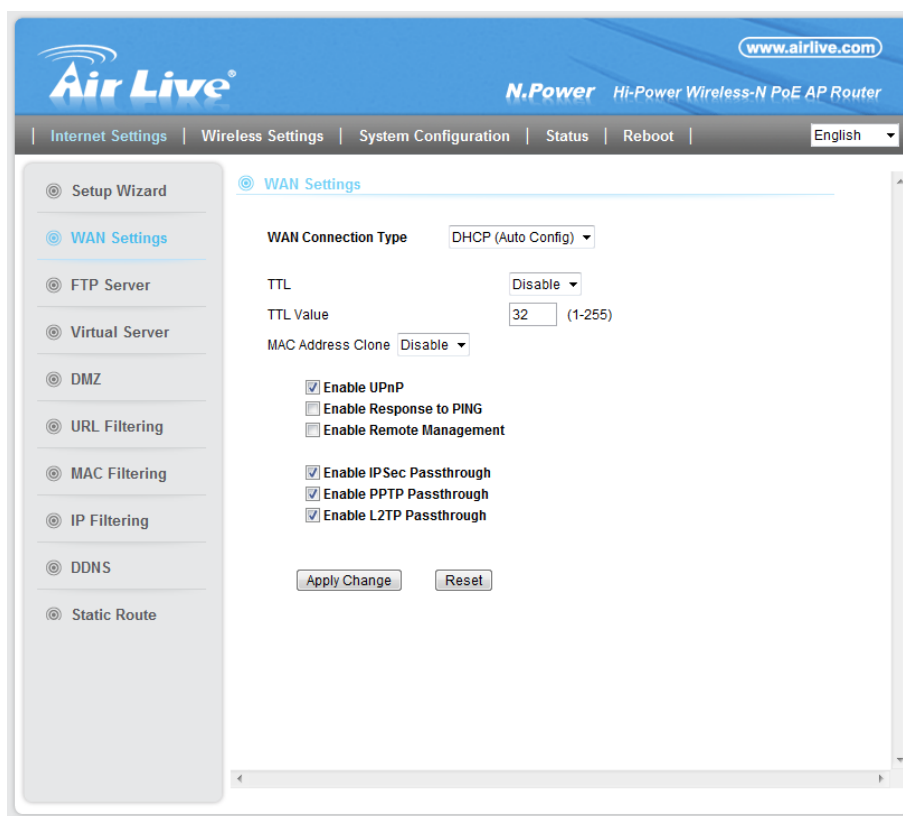 www.airlive.com
Air Live®
N.Power Hi-Power Wireless-N PoE AP Router
| Internet Settings | Wireless Settings | System Configuration | Status | Reboot | English
Setup Wizard
WAN Settings
FTP Server
Virtual Server
DMZ
URL Filtering
MAC Filtering
IP Filtering
DDNS
Static Route
WAN Settings
WAN Connection Type DHCP (Auto Config)
TTL Disable
TTL Value 32 (1-255)
MAC Address Clone Disable
Enable UPnP
Enable Response to PING
Enable Remote Management
Enable IPSec Passthrough
Enable PPTP Passthrough
Enable L2TP Passthrough
Apply Change Reset